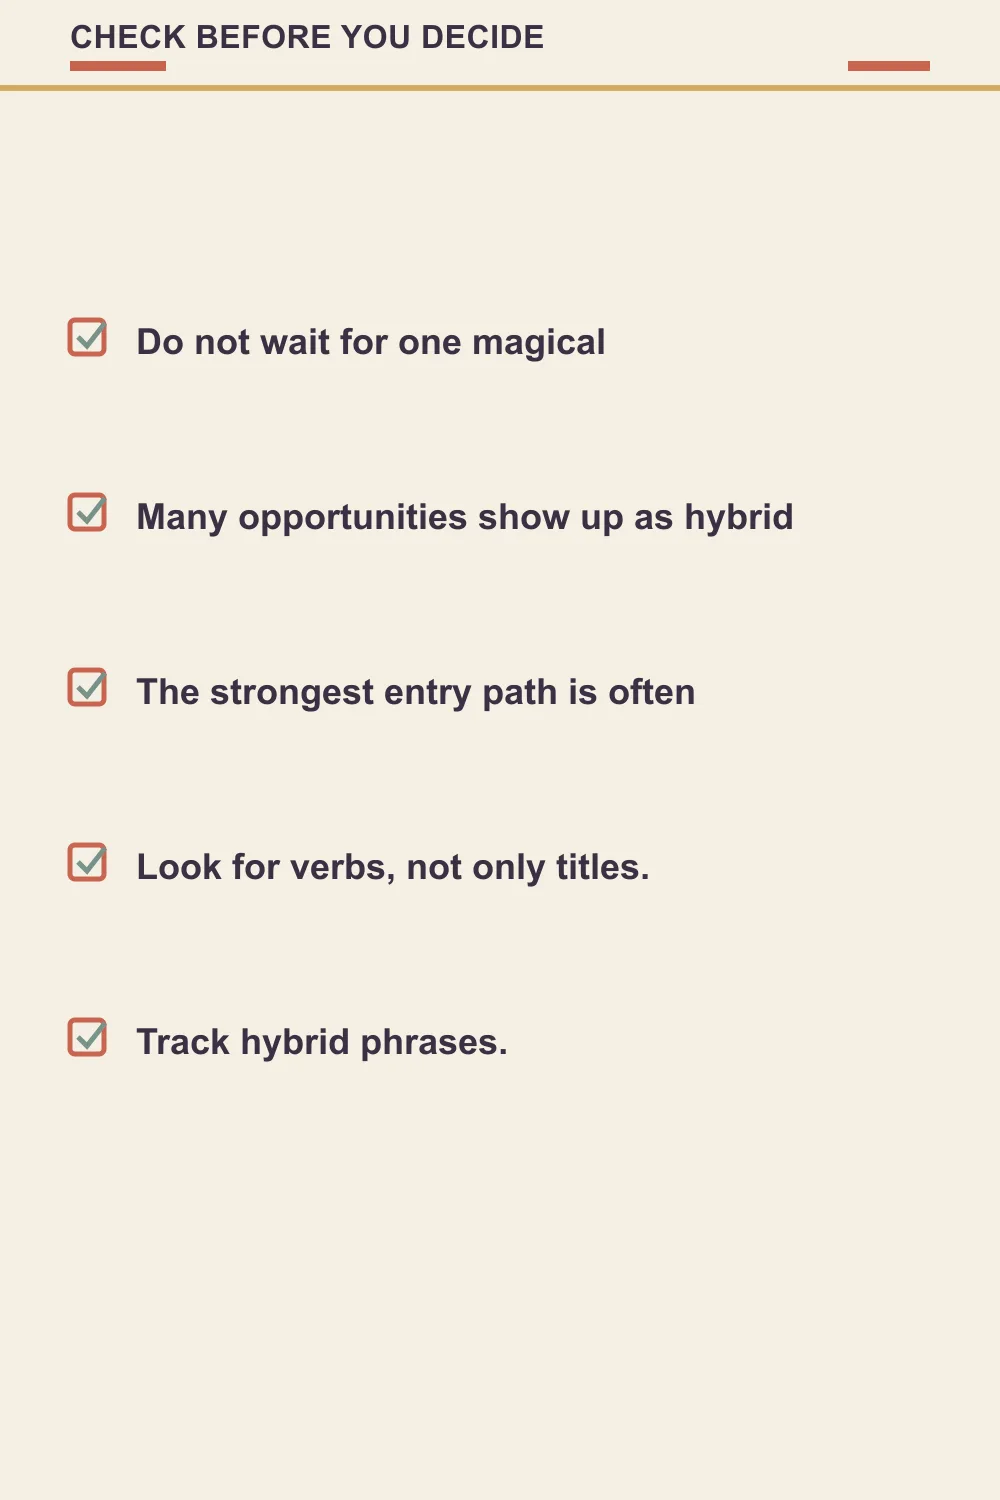 CHECK BEFORE YOU DECIDE
Do not wait for one magical
Many opportunities show up as hybrid
The strongest entry path is often
Look for verbs, not only titles.
Track hybrid phrases.